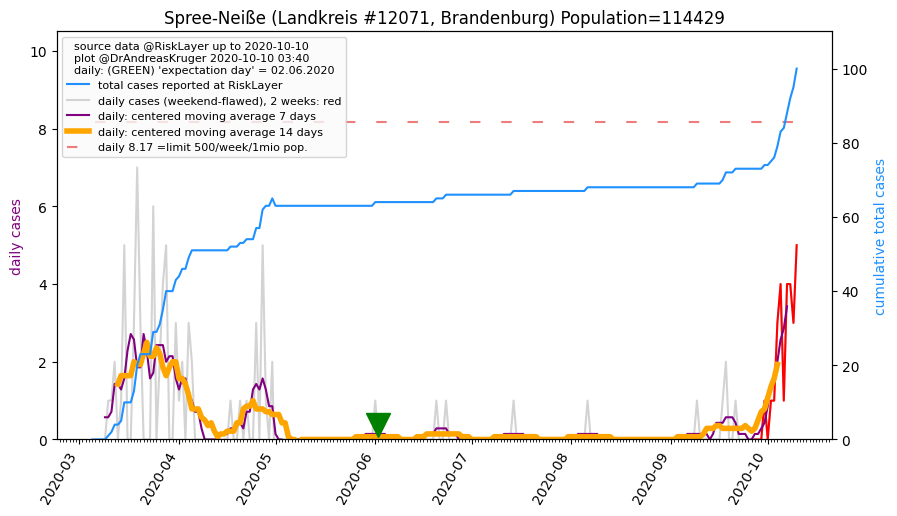 Spree-Neiße (Landkreis #12071, Brandenburg) Population=114429
source data @RiskLayer up to 2020-10-10
plot @DrAndreasKruger 2020-10-10 03:40
daily: (GREEN) 'expectation day' = 02.06.2020
total cases reported at RiskLayer
daily cases (weekend-flawed), 2 weeks: red
daily: centered moving average 7 days
daily: centered moving average 14 days
daily 8.17 =limit 500/week/1mio pop.
daily cases
10
8
6
4
2
0
cumulative total cases
100
80
60
40
20
0
2020-03
2020-04
2020-05
2020-06
2020-07
2020-08
2020-09
2020-10